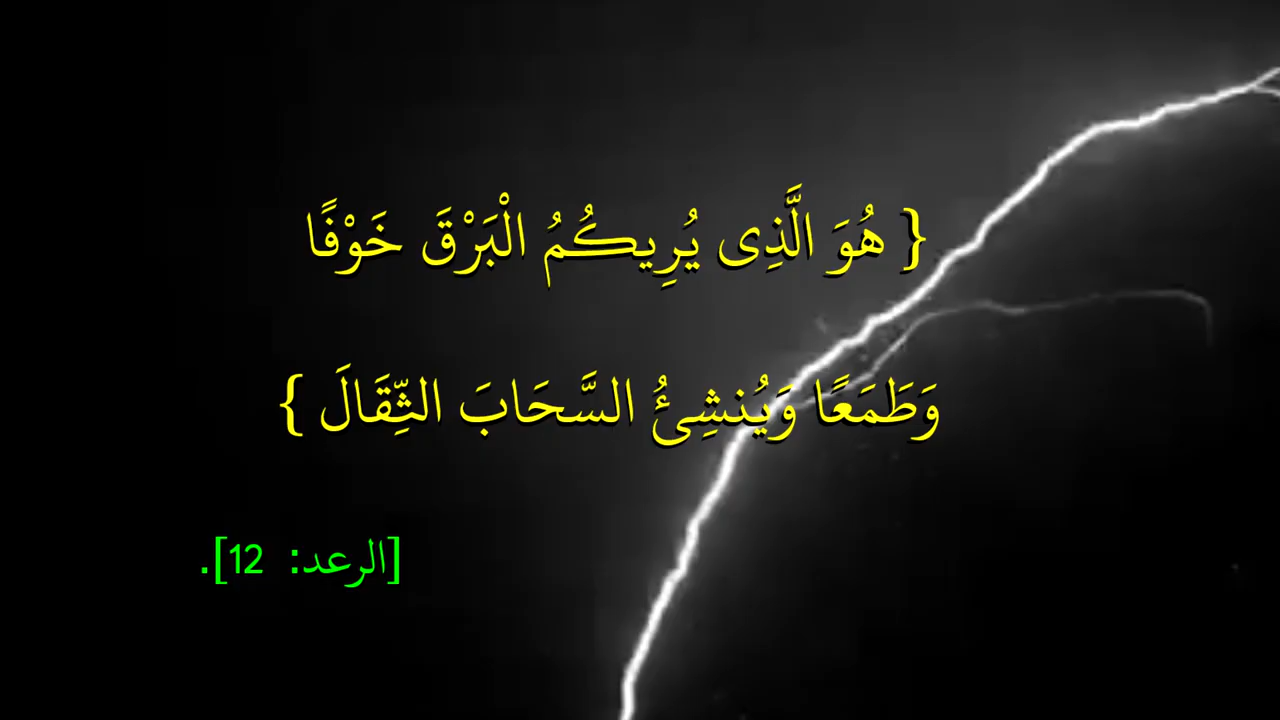 { هُوَ الَّذِى يُرِيكُمُ الْبَرْقَ خَوْفًا
وَطَمَعًا وَيُنشِئُ السَّحَابَ الثِّقَالَ }
[الرعد: 12].